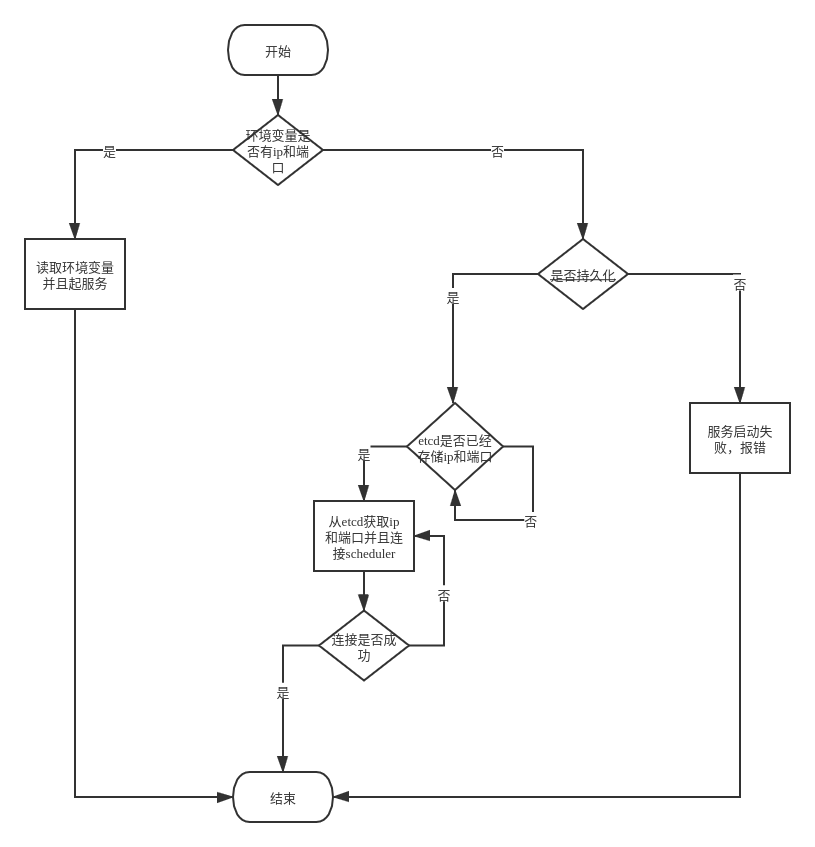 开始
环境变量是
否有ip和端
口
是
否
读取环境变量
并且起服务
是否持久化
是
否
etcd是否已经
存储ip和端口
服务启动失
败，报错
是
否
从etcd获取ip
和端口并且连
接scheduler
否
连接是否成
功
是
结束